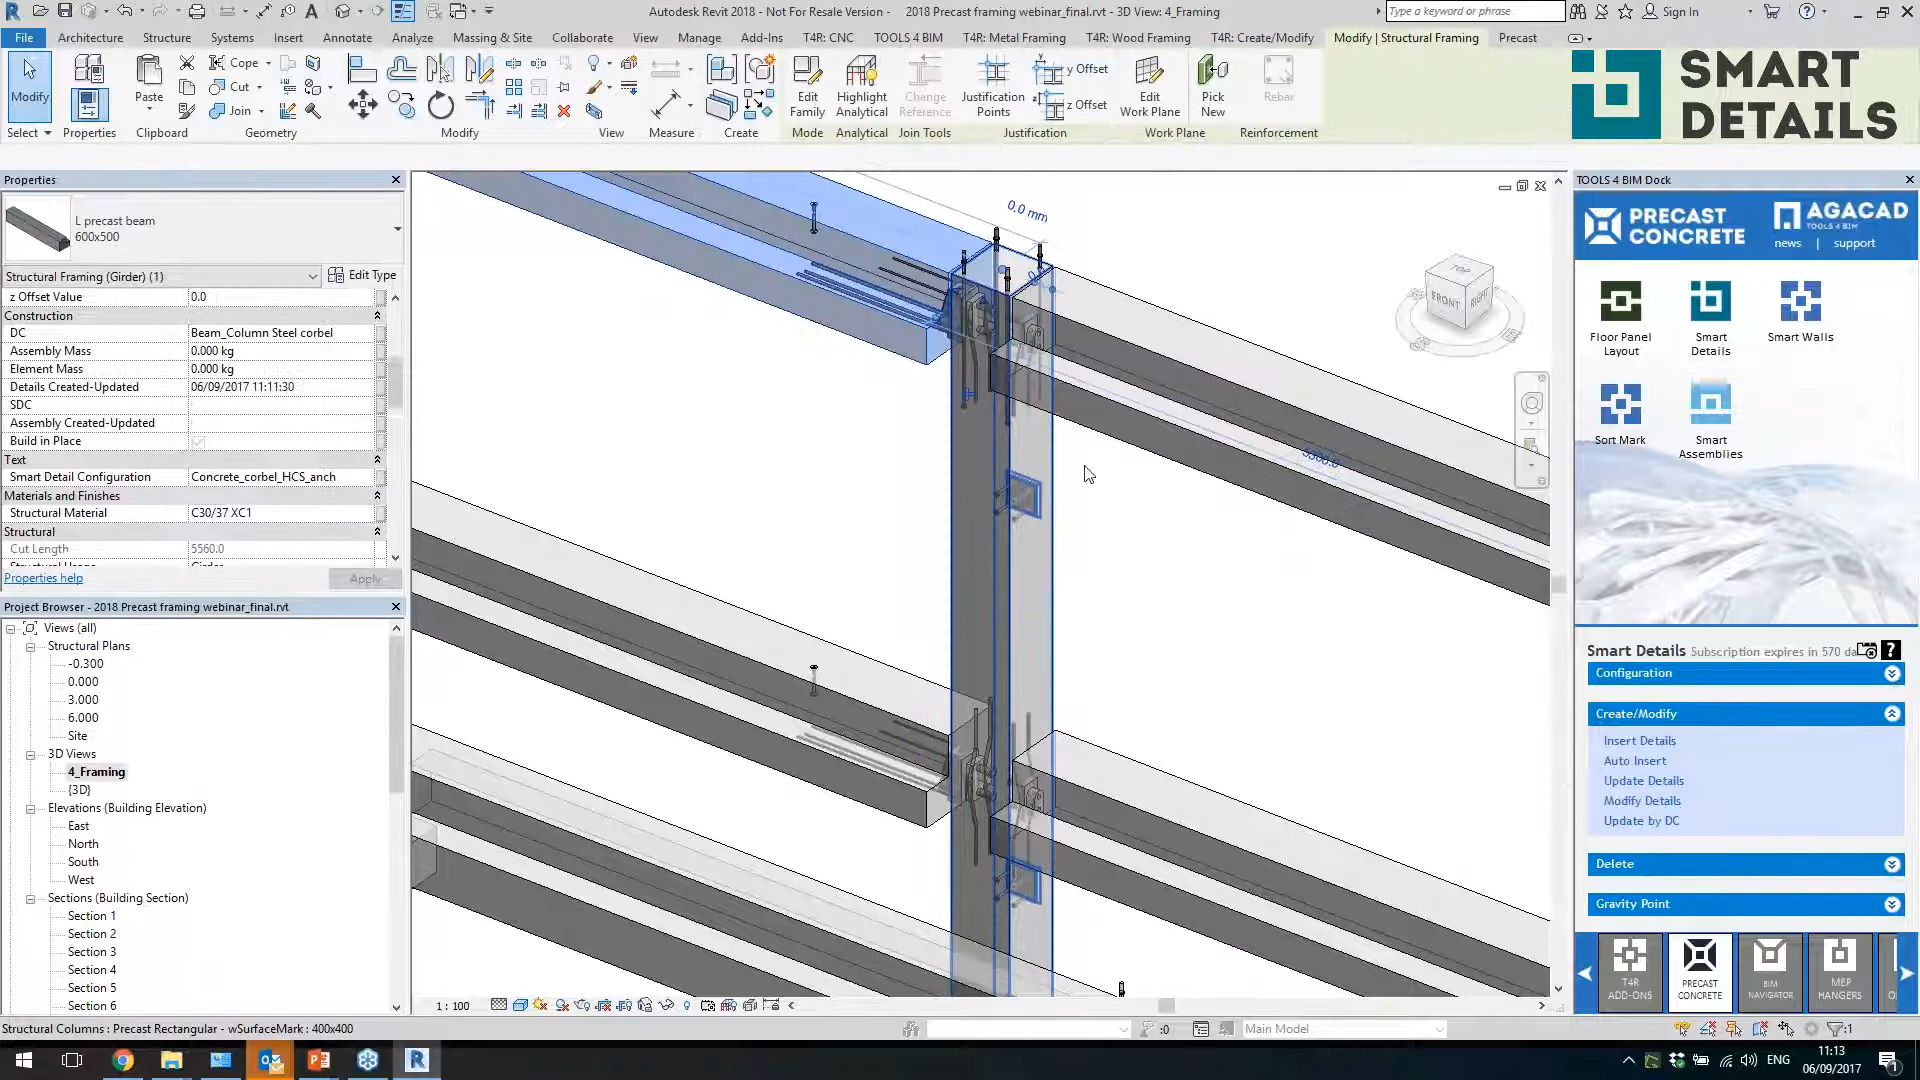 Autodesk Revit 2018 - Not For Resale Version - 2018 Precast framing webinar_final.rvt - 3D View: 4_Framing
Type a keyword or phrase
Sign In
File Architecture Structure Systems Insert Annotate Analyze Massing & Site Collaborate View Manage Add-Ins T4R: CNC TOOLS 4 BIM T4R: Metal Framing T4R: Wood Framing T4R: Create/Modify Modify | Structural Framing Precast
Modify
Paste
Cope
Cut
Join
Edit Family
Highlight Analytical
Change Reference
Justification Points
y Offset
z Offset
Edit Work Plane
Pick New
Rebar
Select Properties Clipboard Geometry Modify View Measure Create Mode Analytical Join Tools Justification Work Plane Reinforcement
SMART
DETAILS
Properties
L precast beam
600x500
Structural Framing (Girder) (1)
Edit Type
z Offset Value 0.0
Construction
DC Beam_Column Steel corbel
Assembly Mass 0.000 kg
Element Mass 0.000 kg
Details Created-Updated 06/09/2017 11:11:30
SDC
Assembly Created-Updated
Build in Place
Text
Smart Detail Configuration Concrete_corbel_HCS_anch
Materials and Finishes
Structural Material C30/37 XC1
Structural
Cut Length 5560.0
Properties help
Apply
Project Browser - 2018 Precast framing webinar_final.rvt
Views (all)
Structural Plans
-0.300
0.000
3.000
6.000
Site
3D Views
4_Framing
{3D}
Elevations (Building Elevation)
East
North
South
West
Sections (Building Section)
Section 1
Section 2
Section 3
Section 4
Section 5
Section 6
0.0 mm
TOP
FRONT
RIGHT
1 : 100
TOOLS 4 BIM Dock
PRECAST
CONCRETE
AGACAD
TOOLS 4 BIM
news | support
Floor Panel Layout
Smart Details
Smart Walls
Sort Mark
Smart Assemblies
Smart Details Subscription expires in 570 da
Configuration
Create/Modify
Insert Details
Auto Insert
Update Details
Modify Details
Update by DC
Delete
Gravity Point
T4R ADD-ONS
PRECAST CONCRETE
BIM NAVIGATOR
MEP HANGERS
Structural Columns : Precast Rectangular - wSurfaceMark : 400x400
:0
Main Model
:1
ENG
11:13
06/09/2017